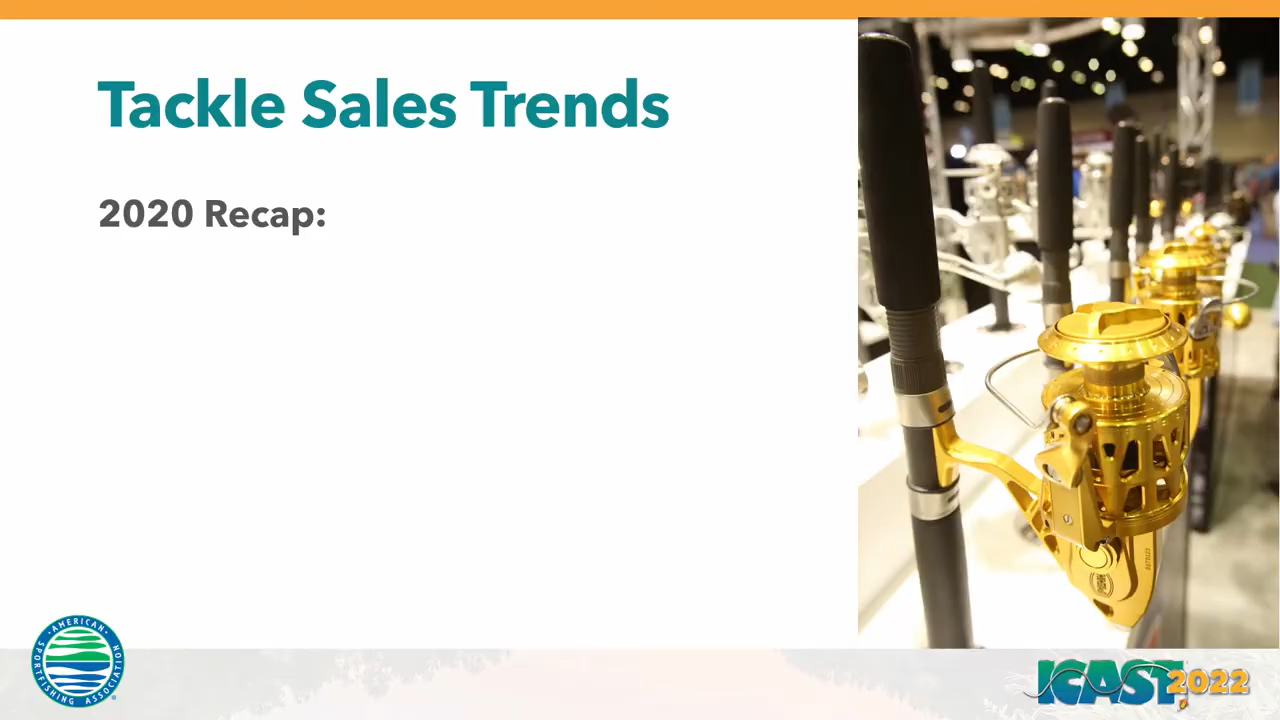 Tackle Sales Trends
2020 Recap:
AMERICAN
SPORTFISHING ASSOCIATION
ICAST 2022